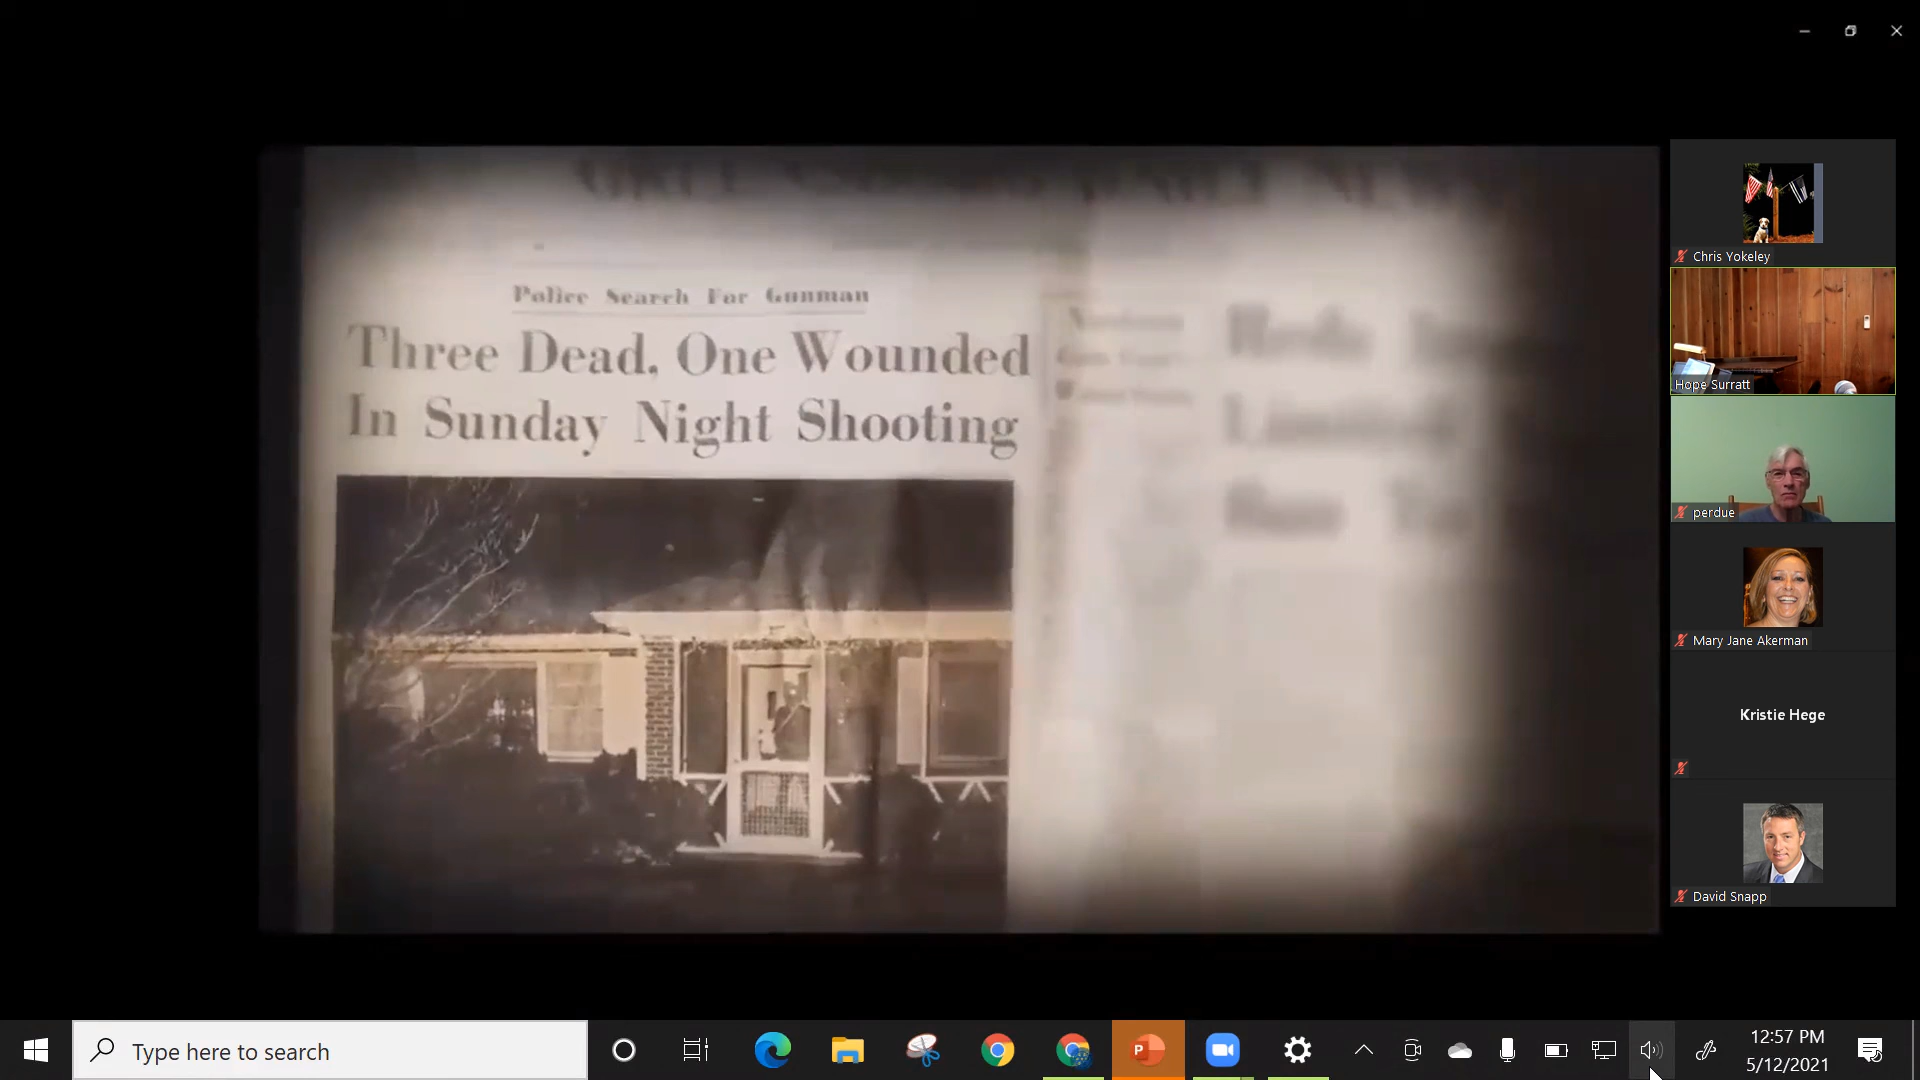 Police Search For Gunman
Three Dead, One Wounded
In Sunday Night Shooting
Chris Yokeley
Hope Surratt
perdue
Mary Jane Akerman
Kristie Hege
David Snapp
Type here to search
P
12:57 PM
5/12/2021